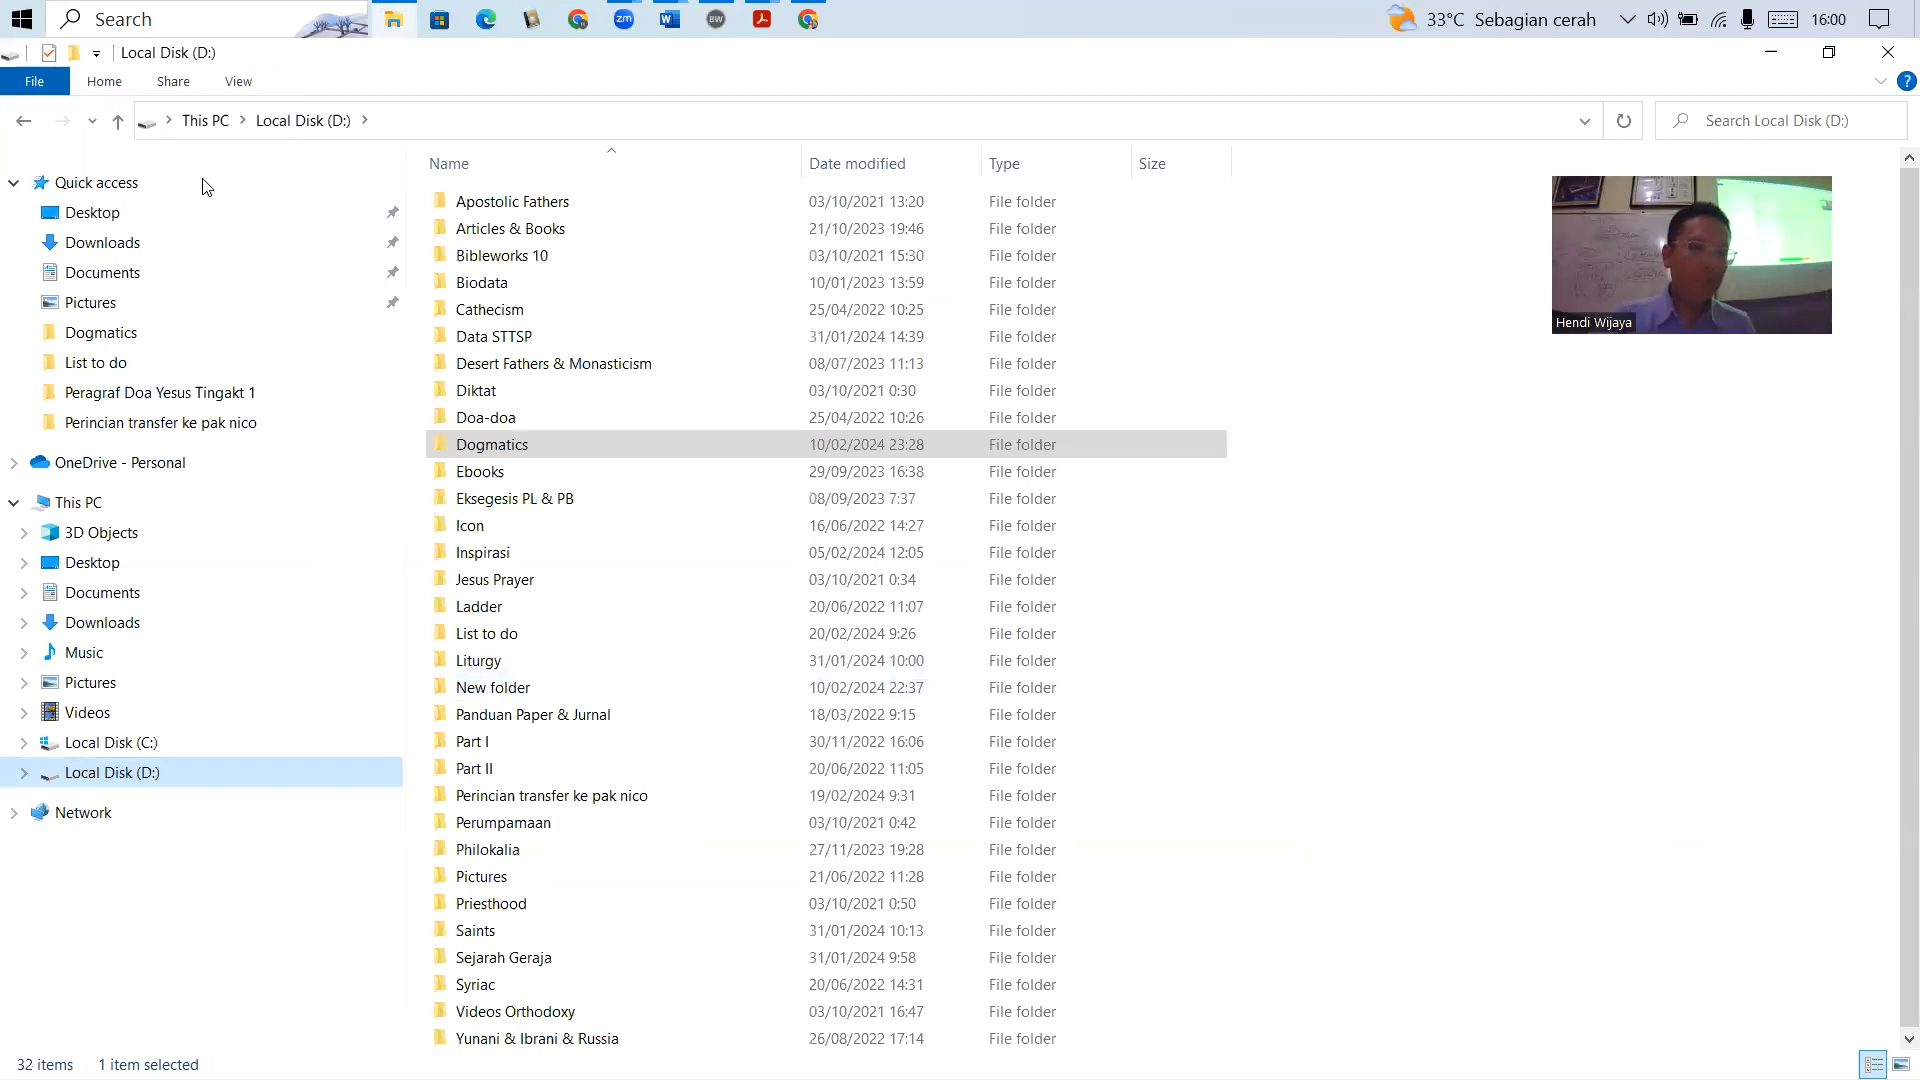 Search
zm
W
BW
33°C Sebagian cerah
16:00
Local Disk (D:)
File
Home
Share
View
?
This PC
Local Disk (D:)
Search Local Disk (D:)
Quick access
Desktop
Downloads
Documents
Pictures
Dogmatics
List to do
Peragraf Doa Yesus Tingakt 1
Perincian transfer ke pak nico
OneDrive - Personal
This PC
3D Objects
Desktop
Documents
Downloads
Music
Pictures
Videos
Local Disk (C:)
Local Disk (D:)
Network
Name Date modified Type Size
Apostolic Fathers 03/10/2021 13:20 File folder
Articles & Books 21/10/2023 19:46 File folder
Bibleworks 10 03/10/2021 15:30 File folder
Biodata 10/01/2023 13:59 File folder
Cathecism 25/04/2022 10:25 File folder
Data STTSP 31/01/2024 14:39 File folder
Desert Fathers & Monasticism 08/07/2023 11:13 File folder
Diktat 03/10/2021 0:30 File folder
Doa-doa 25/04/2022 10:26 File folder
Dogmatics 10/02/2024 23:28 File folder
Ebooks 29/09/2023 16:38 File folder
Eksegesis PL & PB 08/09/2023 7:37 File folder
Icon 16/06/2022 14:27 File folder
Inspirasi 05/02/2024 12:05 File folder
Jesus Prayer 03/10/2021 0:34 File folder
Ladder 20/06/2022 11:07 File folder
List to do 20/02/2024 9:26 File folder
Liturgy 31/01/2024 10:00 File folder
New folder 10/02/2024 22:37 File folder
Panduan Paper & Jurnal 18/03/2022 9:15 File folder
Part I 30/11/2022 16:06 File folder
Part II 20/06/2022 11:05 File folder
Perincian transfer ke pak nico 19/02/2024 9:31 File folder
Perumpamaan 03/10/2021 0:42 File folder
Philokalia 27/11/2023 19:28 File folder
Pictures 21/06/2022 11:28 File folder
Priesthood 03/10/2021 0:50 File folder
Saints 31/01/2024 10:13 File folder
Sejarah Geraja 31/01/2024 9:58 File folder
Syriac 20/06/2022 14:31 File folder
Videos Orthodoxy 03/10/2021 16:47 File folder
Yunani & Ibrani & Russia 26/08/2022 17:14 File folder
Hendi Wijaya
32 items
1 item selected